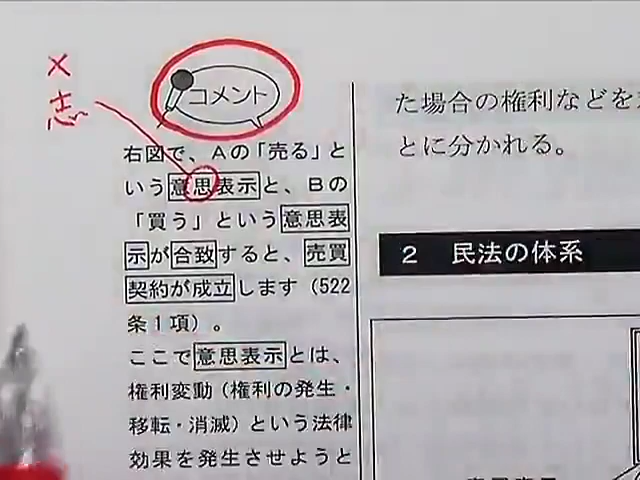 ×
志
コメント
右図で、Aの「売る」と
いう意思表示と、Bの
「買う」という意思表
示が合致すると、売買
契約が成立します（522
条1項）。
ここで意思表示とは、
権利変動（権利の発生・
移転・消滅）という法律
効果を発生させようと
た場合の権利などを
とに分かれる。
2 民法の体系